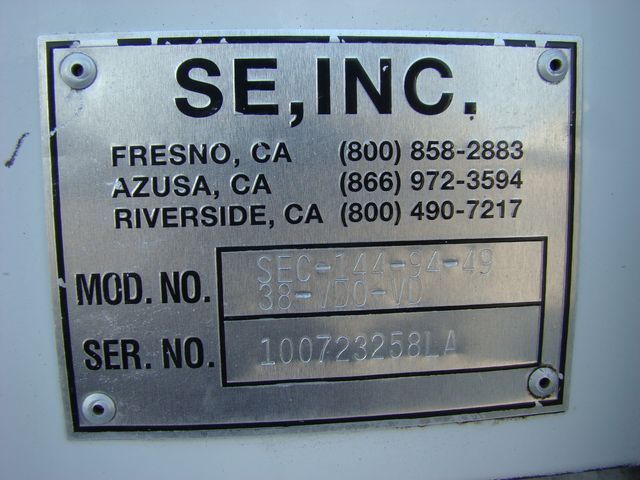 SE,INC.
FRESNO, CA (800) 858-2883
AZUSA, CA (866) 972-3594
RIVERSIDE, CA (800) 490-7217
MOD. NO. SEC-144-94-49
38-VDO-VD
SER. NO. 100723258LA